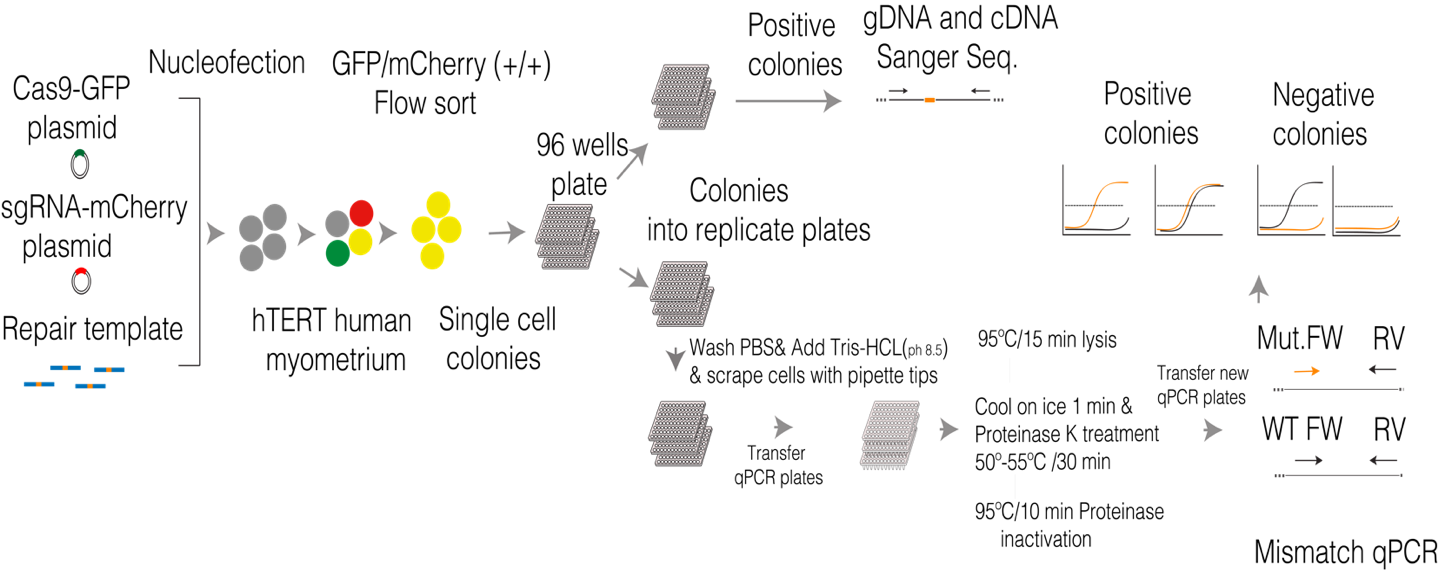 Cas9-GFP
plasmid
sgRNA-mCherry
plasmid
Repair template
Nucleofection
GFP/mCherry (+/+)
Flow sort
hTERT human
myometrium
Single cell
colonies
96 wells
plate
Positive
colonies
gDNA and cDNA
Sanger Seq.
Colonies
into replicate plates
Wash PBS& Add Tris-HCL(ph 8.5)
& scrape cells with pipette tips
Transfer
qPCR plates
95ºC/15 min lysis
Cool on ice 1 min &
Proteinase K treatment
50º-55ºC /30 min
95ºC/10 min Proteinase
inactivation
Transfer new
qPCR plates
Positive
colonies
Negative
colonies
Mut.FW RV
WT FW RV
Mismatch qPCR